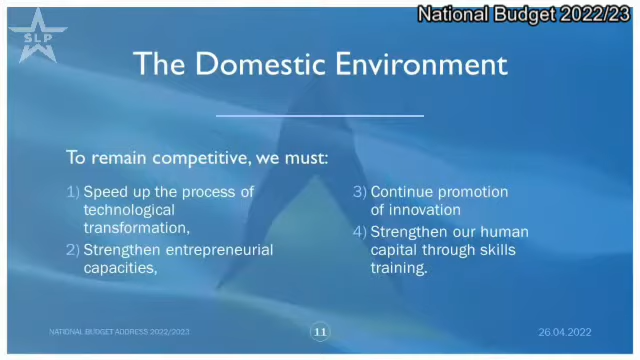 National Budget 2022/23
SLP
The Domestic Environment
To remain competitive, we must:
1) Speed up the process of
technological
transformation,
2) Strengthen entrepreneurial
capacities,
3) Continue promotion
of innovation
4) Strengthen our human
capital through skills
training.
NATIONAL BUDGET ADDRESS 2022/2023
11
26.04.2022